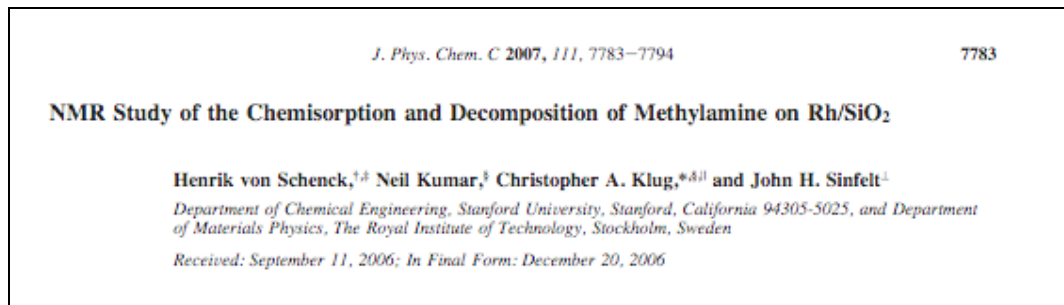 J. Phys. Chem. C 2007, 111, 7783−7794 7783
NMR Study of the Chemisorption and Decomposition of Methylamine on Rh/SiO₂
Henrik von Schenck,†,‡ Neil Kumar,§ Christopher A. Klug,*,§,∥ and John H. Sinfelt⊥
Department of Chemical Engineering, Stanford University, Stanford, California 94305-5025, and Department
of Materials Physics, The Royal Institute of Technology, Stockholm, Sweden
Received: September 11, 2006; In Final Form: December 20, 2006